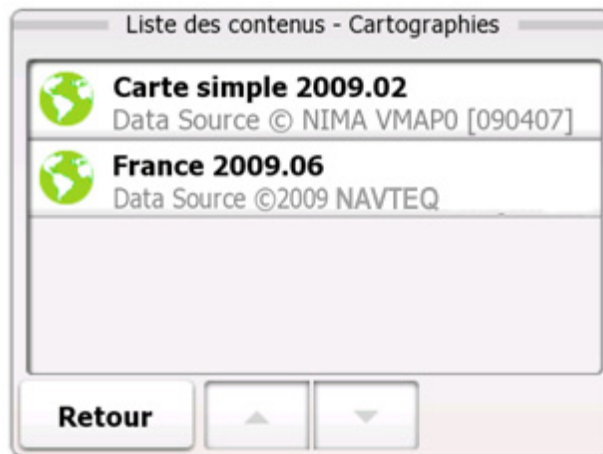 Liste des contenus - Cartographies
Carte simple 2009.02
Data Source © NIMA VMAP0 [090407]
France 2009.06
Data Source ©2009 NAVTEQ
Retour